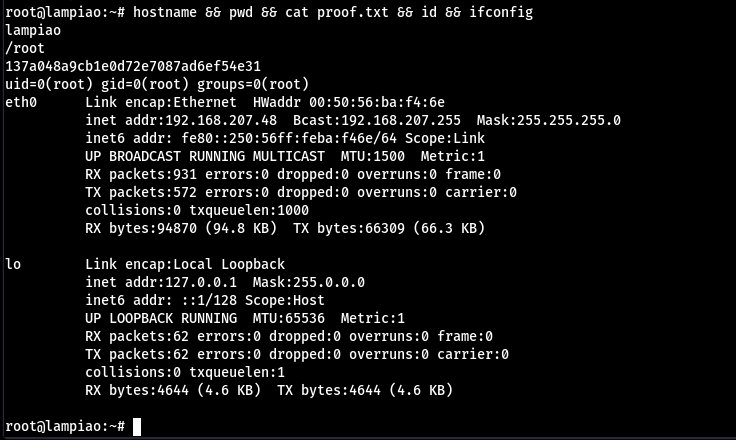 root@lampiao:~# hostname && pwd && cat proof.txt && id && ifconfig
lampiao
/root
137a048a9cb1e0d72e7087ad6ef54e31
uid=0(root) gid=0(root) groups=0(root)
eth0      Link encap:Ethernet  HWaddr 00:50:56:ba:f4:6e
          inet addr:192.168.207.48  Bcast:192.168.207.255  Mask:255.255.255.0
          inet6 addr: fe80::250:56ff:feba:f46e/64 Scope:Link
          UP BROADCAST RUNNING MULTICAST  MTU:1500  Metric:1
          RX packets:931 errors:0 dropped:0 overruns:0 frame:0
          TX packets:572 errors:0 dropped:0 overruns:0 carrier:0
          collisions:0 txqueuelen:1000
          RX bytes:94870 (94.8 KB)  TX bytes:66309 (66.3 KB)

lo        Link encap:Local Loopback
          inet addr:127.0.0.1  Mask:255.0.0.0
          inet6 addr: ::1/128 Scope:Host
          UP LOOPBACK RUNNING  MTU:65536  Metric:1
          RX packets:62 errors:0 dropped:0 overruns:0 frame:0
          TX packets:62 errors:0 dropped:0 overruns:0 carrier:0
          collisions:0 txqueuelen:1
          RX bytes:4644 (4.6 KB)  TX bytes:4644 (4.6 KB)

root@lampiao:~#